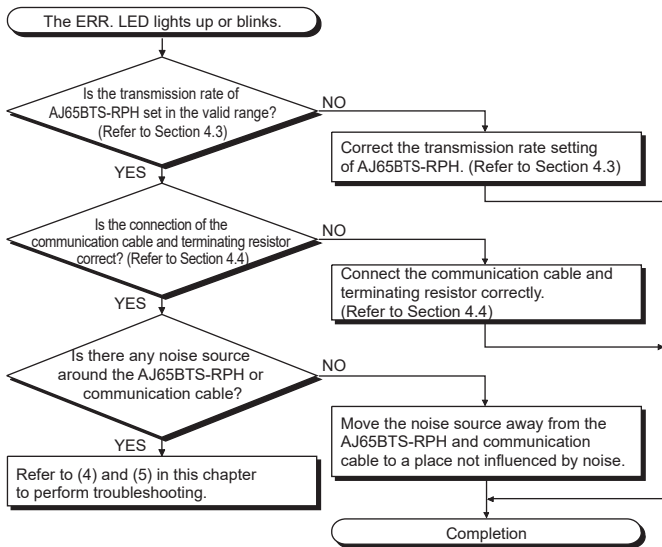 The ERR. LED lights up or blinks.
Is the transmission rate of
AJ65BTS-RPH set in the valid range?
(Refer to Section 4.3)
NO
Correct the transmission rate setting
of AJ65BTS-RPH. (Refer to Section 4.3)
YES
Is the connection of the
communication cable and terminating resistor
correct? (Refer to Section 4.4)
NO
Connect the communication cable and
terminating resistor correctly.
(Refer to Section 4.4)
YES
Is there any noise source
around the AJ65BTS-RPH or
communication cable?
NO
Move the noise source away from the
AJ65BTS-RPH and communication
cable to a place not influenced by noise.
YES
Refer to (4) and (5) in this chapter
to perform troubleshooting.
Completion